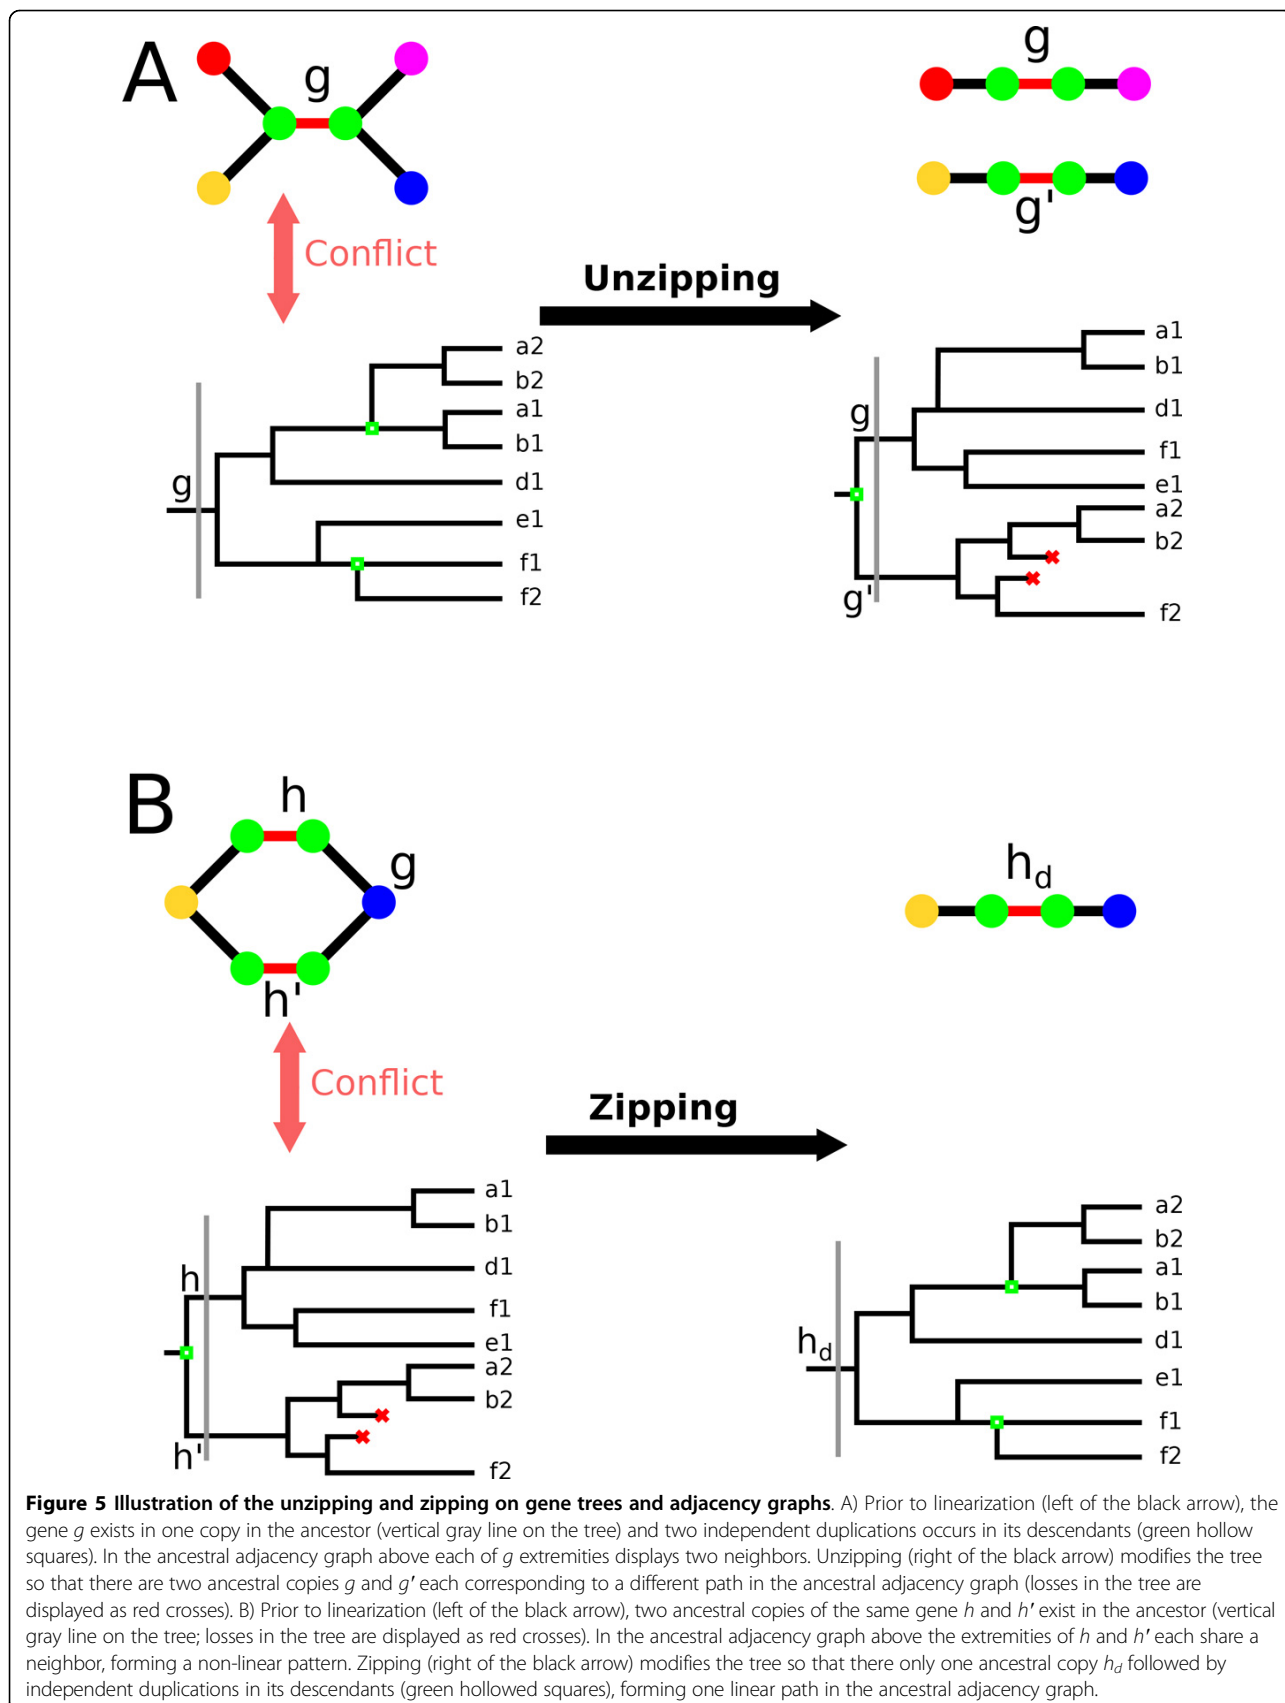 A
g
g
g'
Conflict
Unzipping
g
a2
b2
a1
b1
d1
e1
f1
f2
g
g'
a1
b1
d1
f1
e1
a2
b2
f2
B
h
g
h'
h_d
Conflict
Zipping
h
h'
a1
b1
d1
f1
e1
a2
b2
f2
h_d
a2
b2
a1
b1
d1
e1
f1
f2
Figure 5 Illustration of the unzipping and zipping on gene trees and adjacency graphs. A) Prior to linearization (left of the black arrow), the
gene g exists in one copy in the ancestor (vertical gray line on the tree) and two independent duplications occurs in its descendants (green hollow
squares). In the ancestral adjacency graph above each of g extremities displays two neighbors. Unzipping (right of the black arrow) modifies the tree
so that there are two ancestral copies g and g′ each corresponding to a different path in the ancestral adjacency graph (losses in the tree are
displayed as red crosses). B) Prior to linearization (left of the black arrow), two ancestral copies of the same gene h and h′ exist in the ancestor (vertical
gray line on the tree; losses in the tree are displayed as red crosses). In the ancestral adjacency graph above the extremities of h and h′ each share a
neighbor, forming a non-linear pattern. Zipping (right of the black arrow) modifies the tree so that there only one ancestral copy h_d followed by
independent duplications in its descendants (green hollowed squares), forming one linear path in the ancestral adjacency graph.